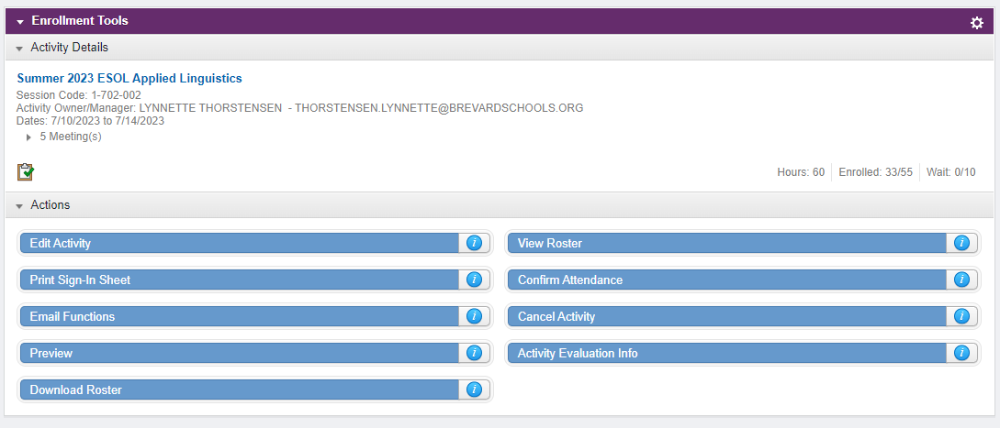 Enrollment Tools
Activity Details
Summer 2023 ESOL Applied Linguistics
Session Code: 1-702-002
Activity Owner/Manager: LYNNETTE THORSTENSEN - THORSTENSEN.LYNNETTE@BREVARDSCHOOLS.ORG
Dates: 7/10/2023 to 7/14/2023
5 Meeting(s)
Hours: 60 Enrolled: 33/55 Wait: 0/10
Actions
Edit Activity i View Roster i
Print Sign-In Sheet i Confirm Attendance i
Email Functions i Cancel Activity i
Preview i Activity Evaluation Info i
Download Roster i